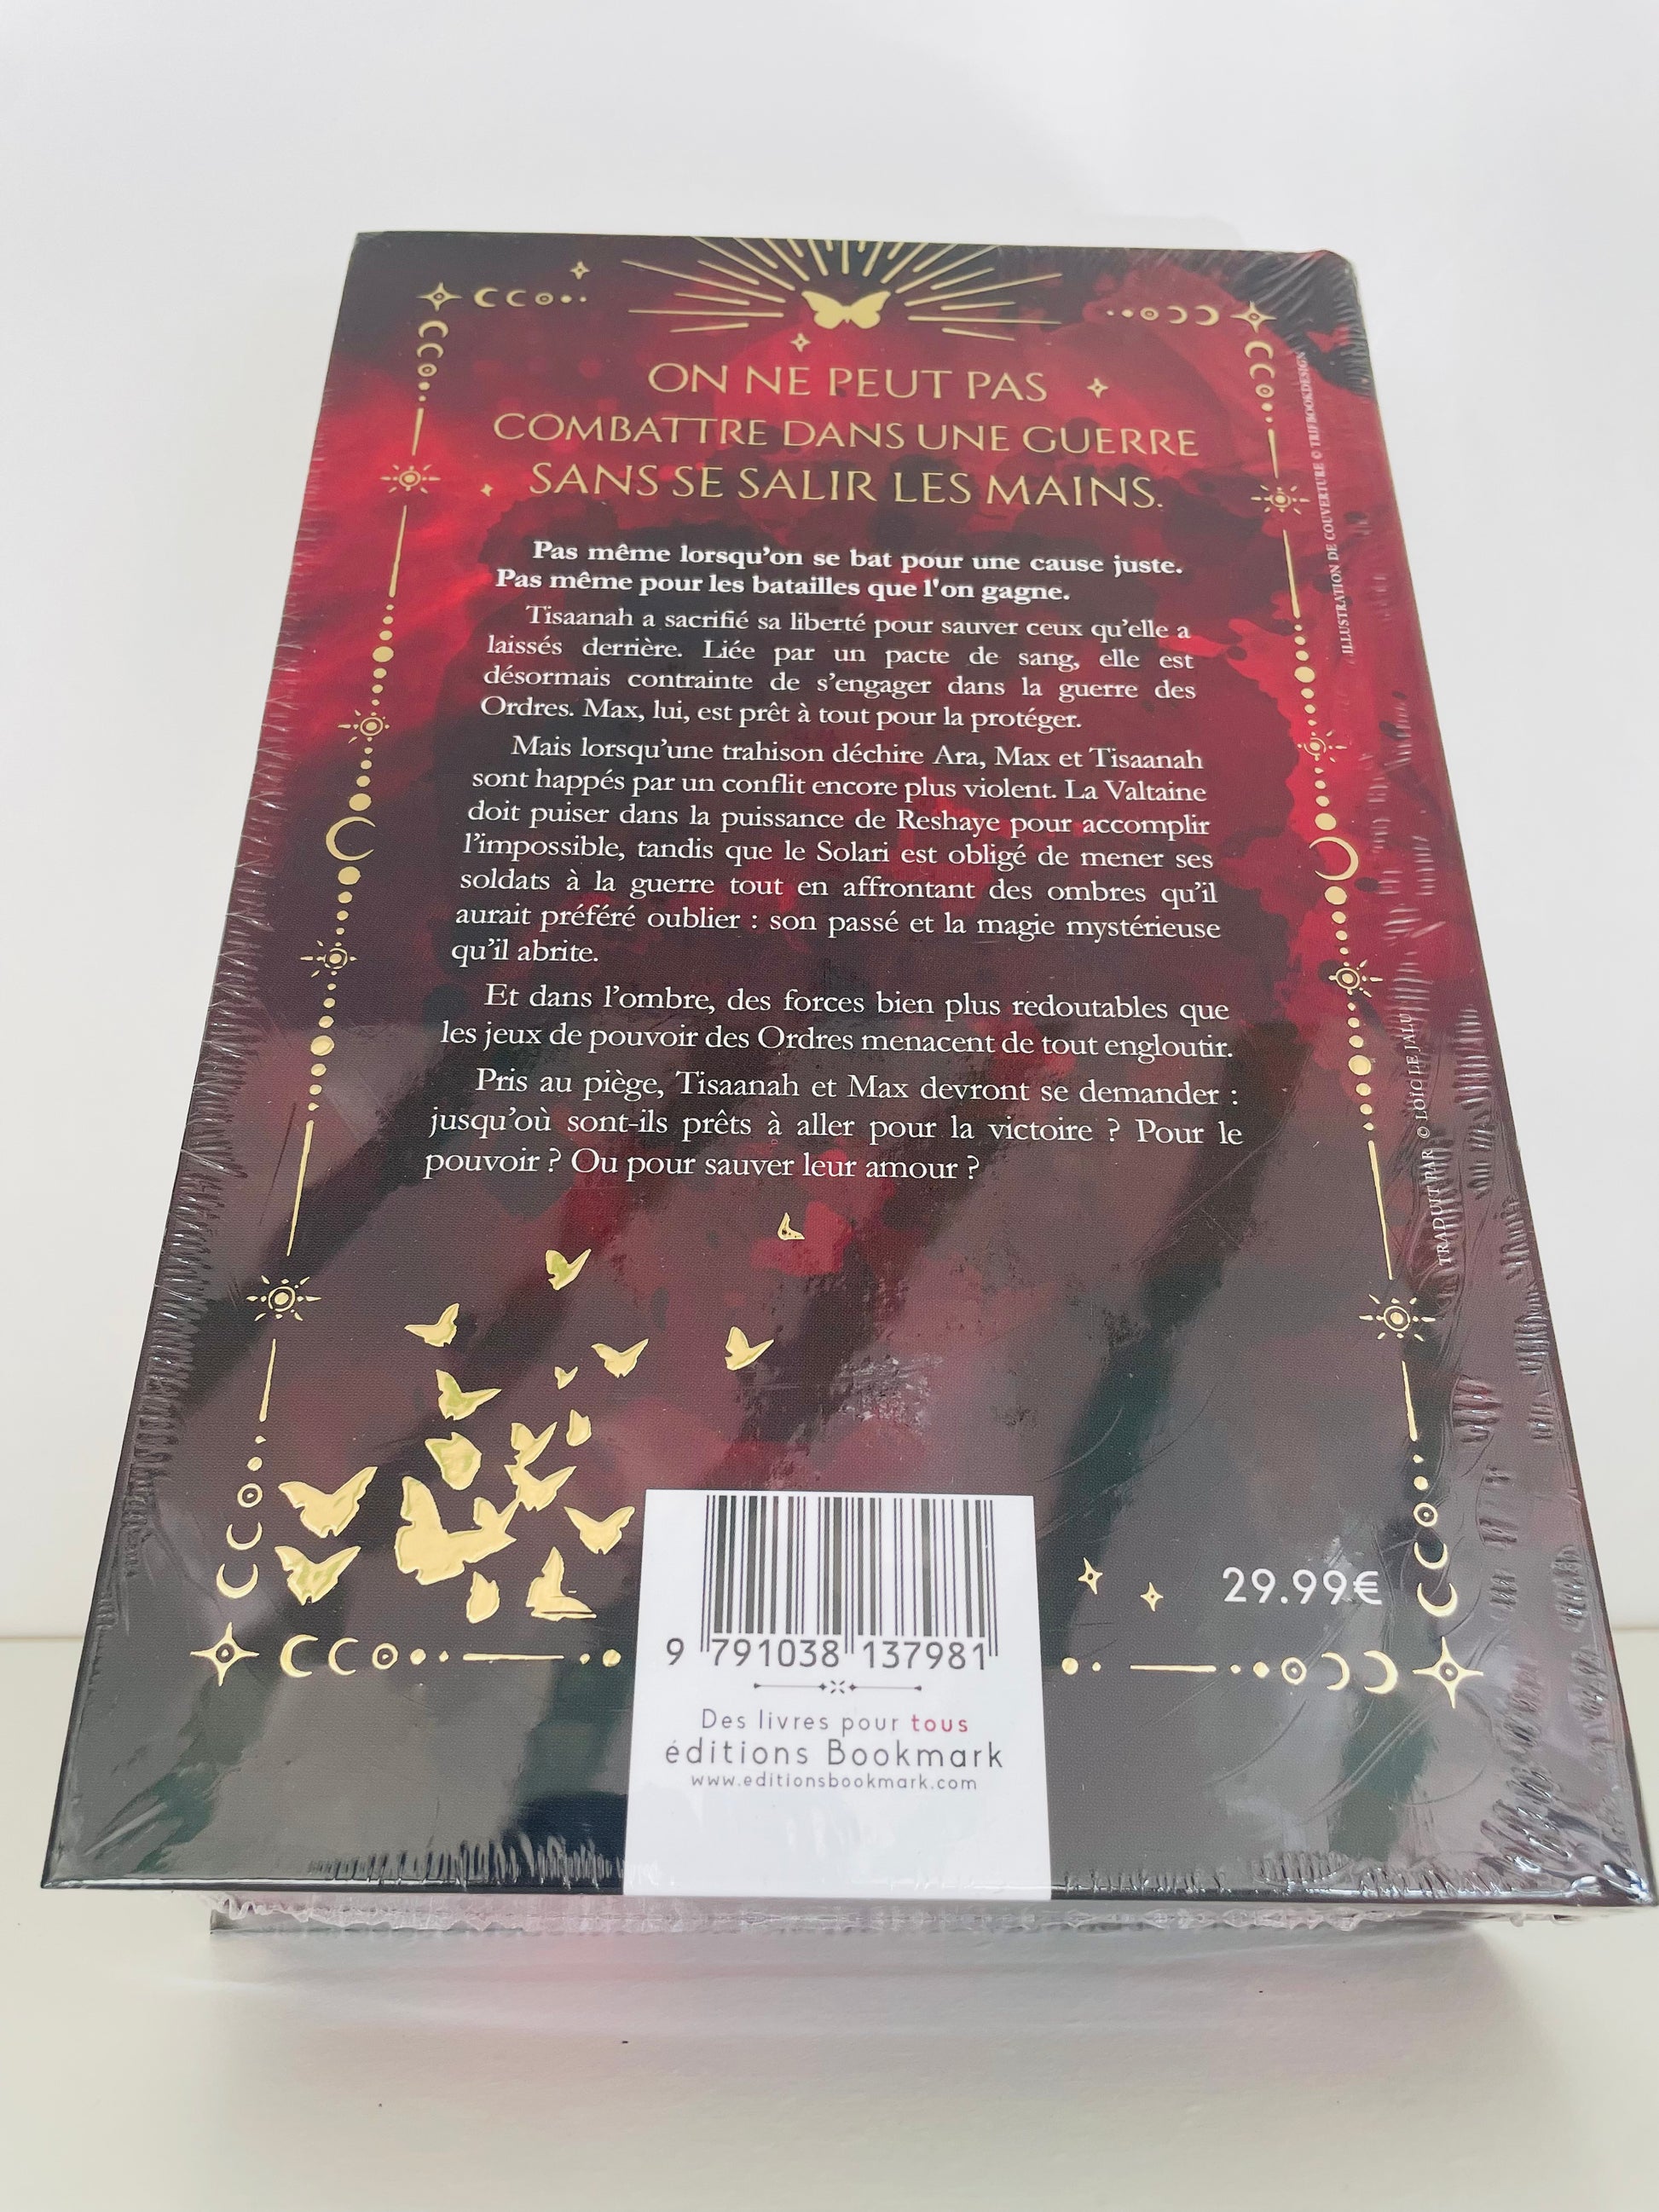 ON NE PEUT PAS
COMBATTRE DANS UNE GUERRE
SANS SE SALIR LES MAINS.
Pas même lorsqu'on se bat pour une cause juste.
Pas même pour les batailles que l'on gagne.
Tisaanah a sacrifié sa liberté pour sauver ceux qu'elle a
laissés derrière. Liée par un pacte de sang, elle est
désormais contrainte de s'engager dans la guerre des
Ordres. Max, lui, est prêt à tout pour la protéger.
Mais lorsqu'une trahison déchire Ara, Max et Tisaanah
sont happés par un conflit encore plus violent. La Valtaine
doit puiser dans la puissance de Reshaye pour accomplir
l'impossible, tandis que le Solari est obligé de mener ses
soldats à la guerre tout en affrontant des ombres qu'il
aurait préféré oublier : son passé et la magie mystérieuse
qu'il abrite.
Et dans l'ombre, des forces bien plus redoutables que
les jeux de pouvoir des Ordres menacent de tout engloutir.
Pris au piège, Tisaanah et Max devront se demander :
jusqu'où sont-ils prêts à aller pour la victoire ? Pour le
pouvoir ? Ou pour sauver leur amour ?
ILLUSTRATION DE COUVERTURE © TRIFBOOKDESIGN
TRADUIT PAR © LOÏC LE JALU
29.99€
9 791038 137981
Des livres pour tous
éditions Bookmark
www.editionsbookmark.com